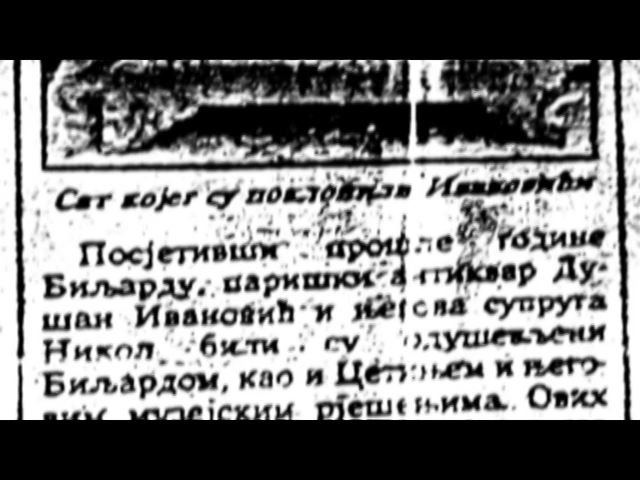 Сат којег су поклонили Ивановићи
Посјетивши прошле године
Биљарду, паришки антиквар Ду-
шан Ивановић и његова супруга
Никол били су одушевљени
Биљардом, као и Цетињем и њего-
вим музејским рјешењима. Ових